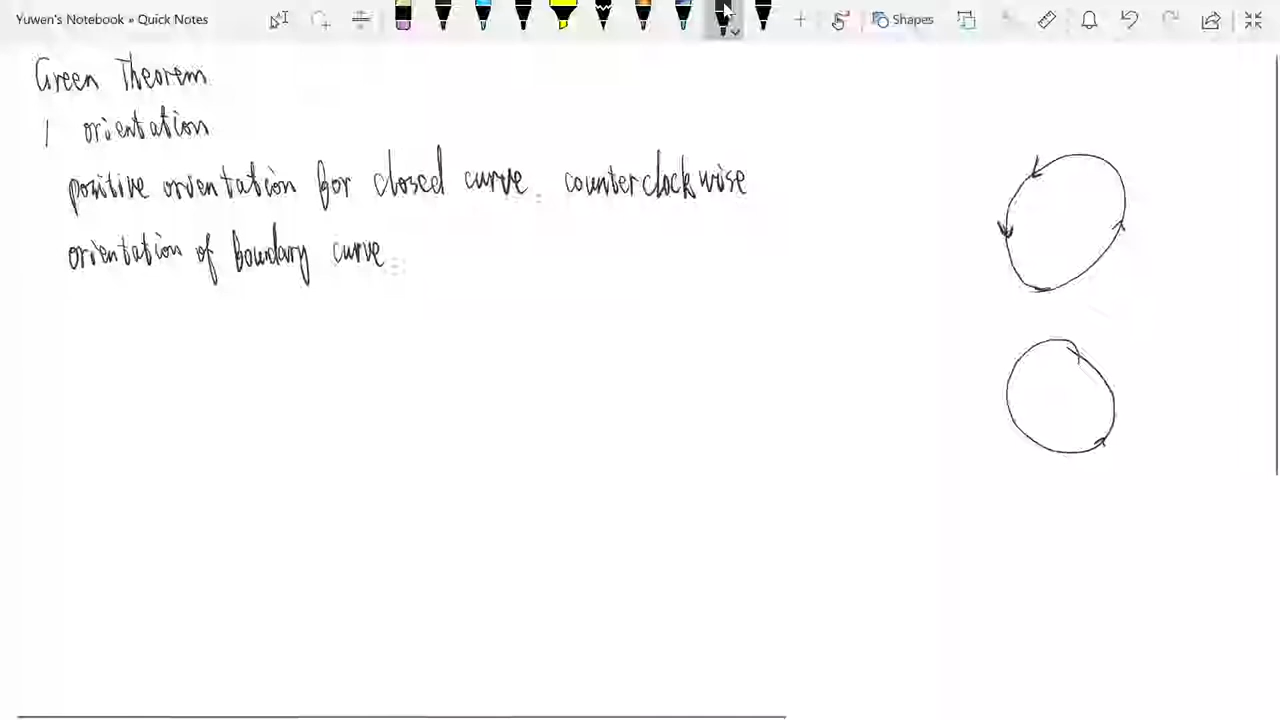 Yuwen's Notebook » Quick Notes
Shapes
Green Theorem
1 orientation
positive orientation for closed curve. counterclockwise
orientation of boundary curve